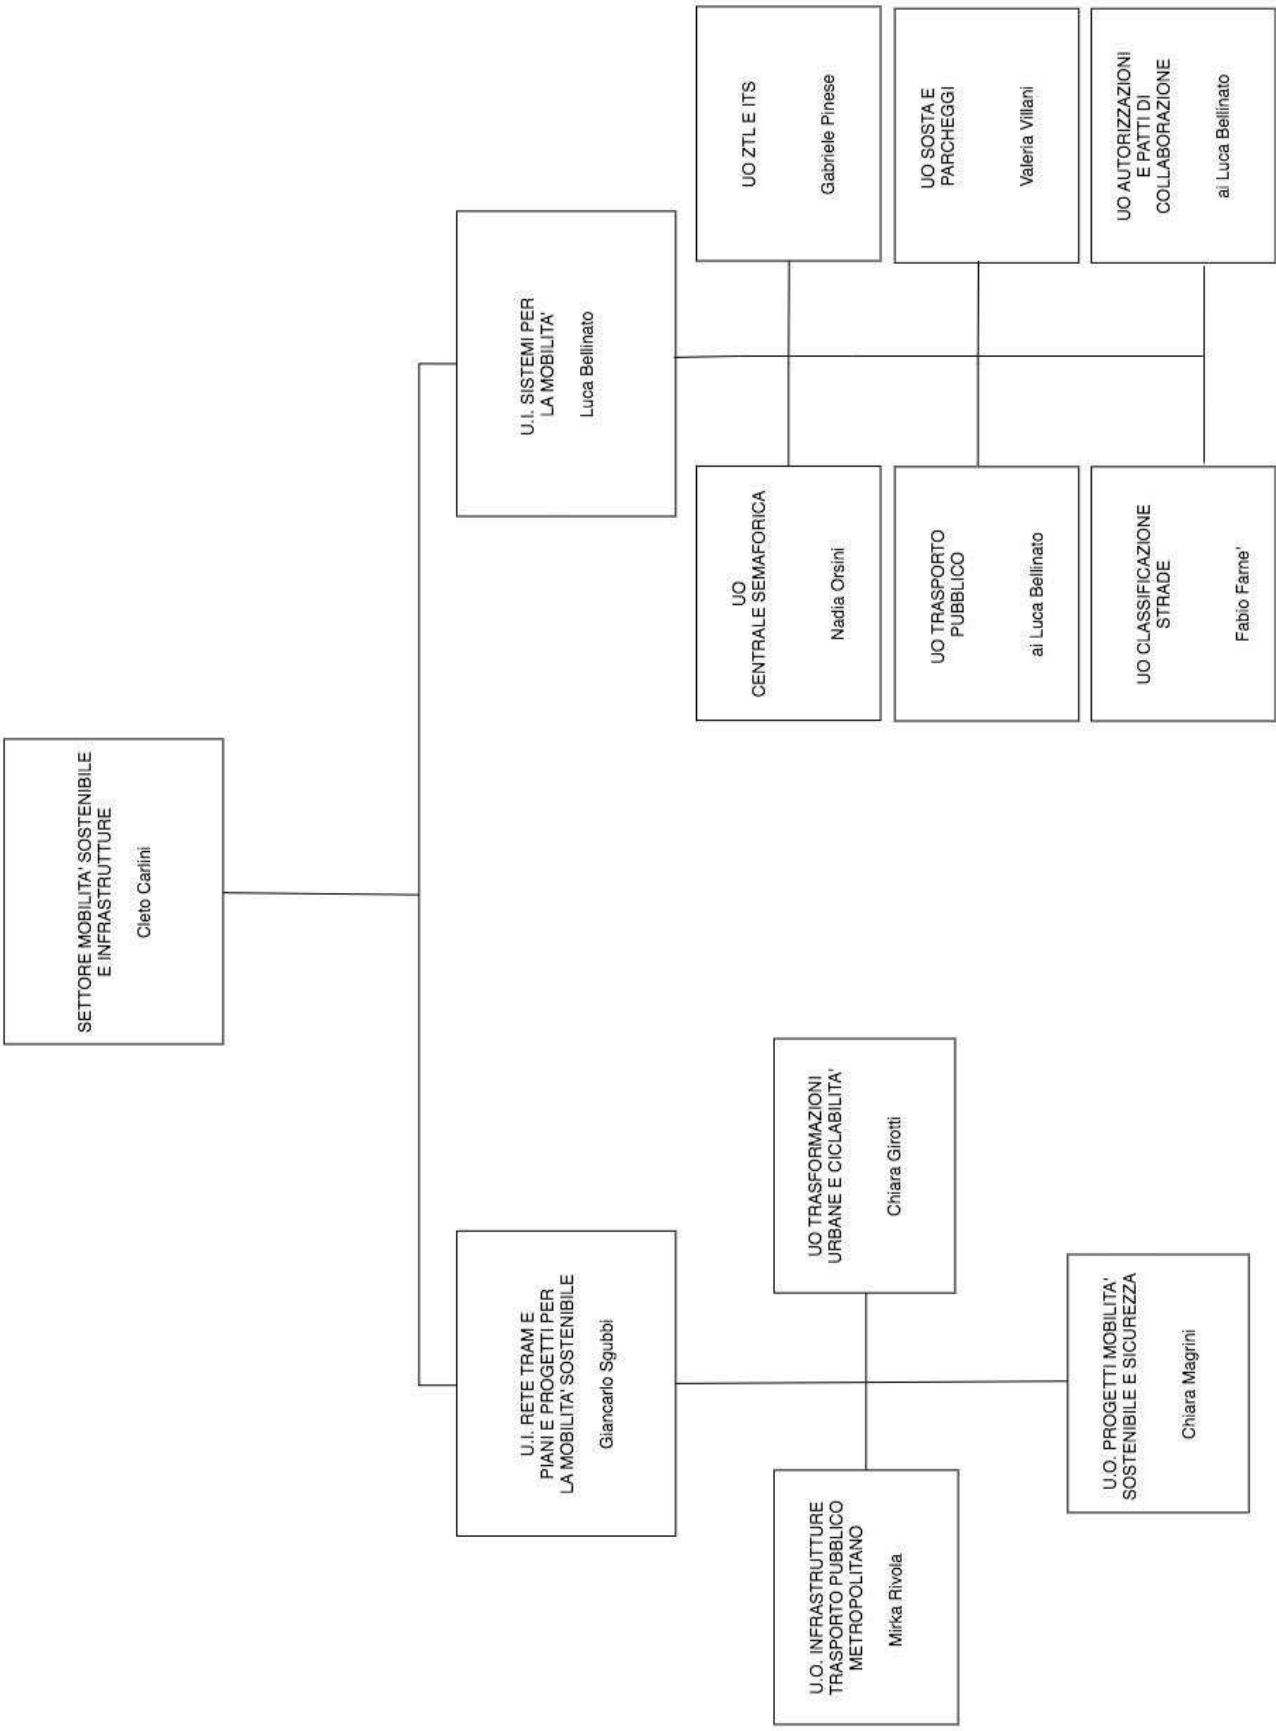 SETTORE MOBILITA' SOSTENIBILE
E INFRASTRUTTURE
Cleto Carlini
U.I. RETE TRAM E
PIANI E PROGETTI PER
LA MOBILITA' SOSTENIBILE
Giancarlo Sgubbi
U.I. SISTEMI PER
LA MOBILITA'
Luca Bellinato
U.O. INFRASTRUTTURE
TRASPORTO PUBBLICO
METROPOLITANO
Mirka Rivola
UO TRASFORMAZIONI
URBANE E CICLABILITA'
Chiara Girotti
U.O. PROGETTI MOBILITA'
SOSTENIBILE E SICUREZZA
Chiara Magrini
UO
CENTRALE SEMAFORICA
Nadia Orsini
UO ZTL E ITS
Gabriele Pinese
UO TRASPORTO
PUBBLICO
ai Luca Bellinato
UO SOSTA E
PARCHEGGI
Valeria Villani
UO CLASSIFICAZIONE
STRADE
Fabio Farne'
UO AUTORIZZAZIONI
E PATTI DI
COLLABORAZIONE
ai Luca Bellinato